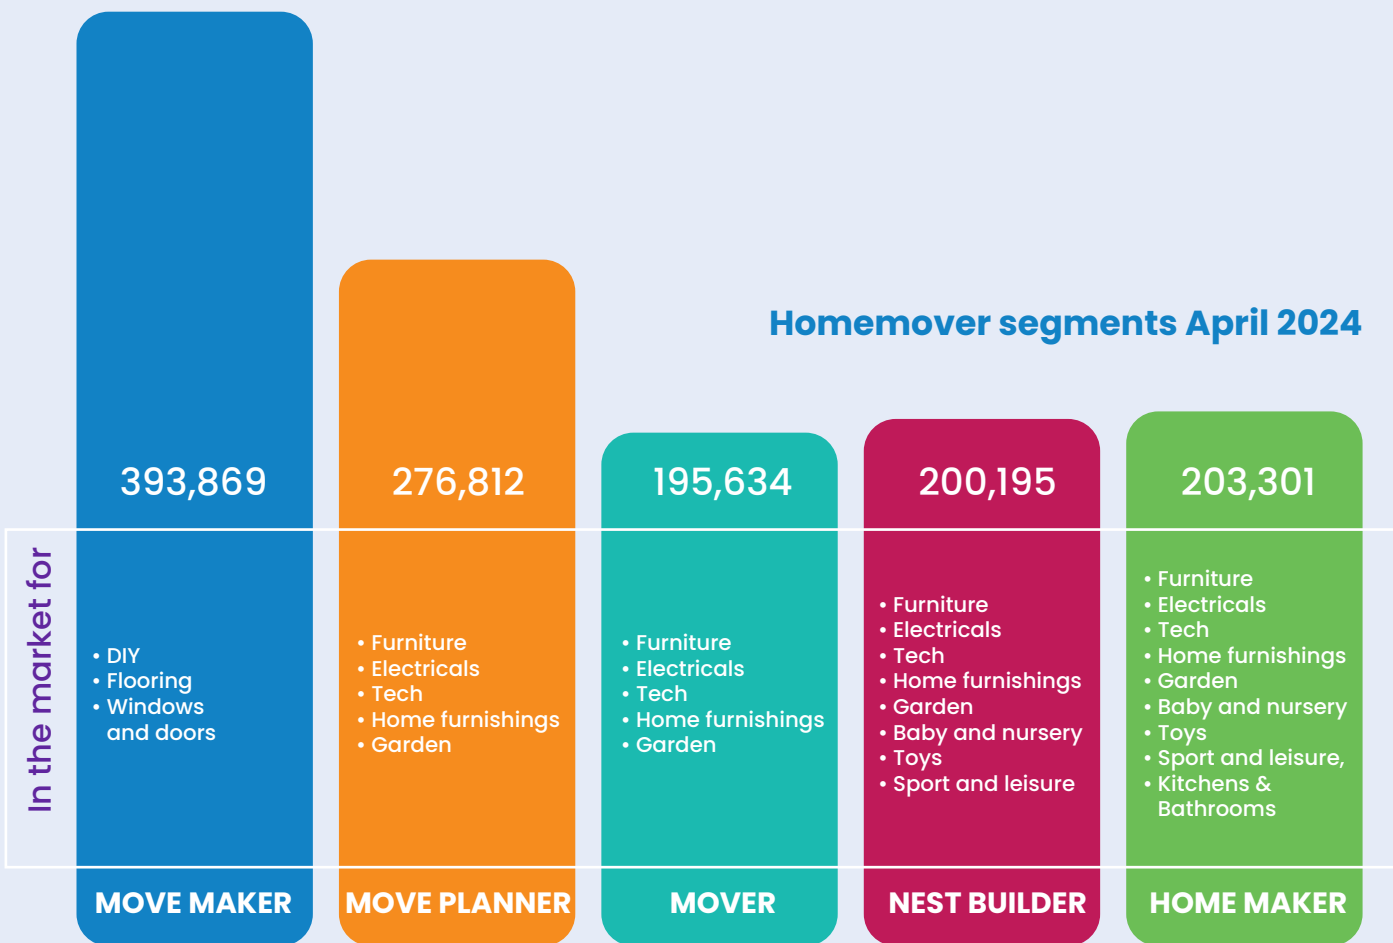 Homemover segments April 2024
393,869
276,812
195,634
200,195
203,301
In the market for
• DIY
• Flooring
• Windows
and doors
• Furniture
• Electricals
• Tech
• Home furnishings
• Garden
• Furniture
• Electricals
• Tech
• Home furnishings
• Garden
• Furniture
• Electricals
• Tech
• Home furnishings
• Garden
• Baby and nursery
• Toys
• Sport and leisure
• Furniture
• Electricals
• Tech
• Home furnishings
• Garden
• Baby and nursery
• Toys
• Sport and leisure,
• Kitchens &
Bathrooms
MOVE MAKER
MOVE PLANNER
MOVER
NEST BUILDER
HOME MAKER